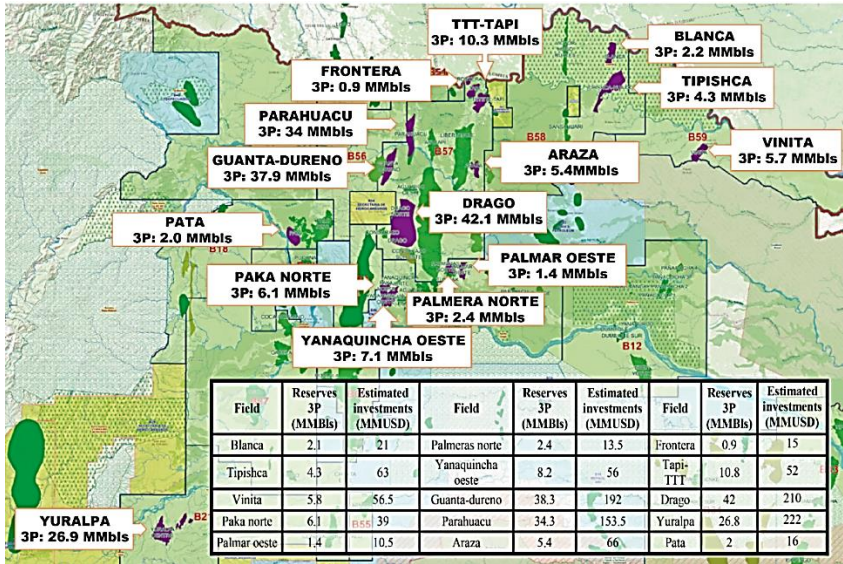 TTT-TAPI
3P: 10.3 MMbls
BLANCA
3P: 2.2 MMbls
FRONTERA
3P: 0.9 MMbls
TIPISHCA
3P: 4.3 MMbls
PARAHUACU
3P: 34 MMbls
B57
B58
B59
VINITA
3P: 5.7 MMbls
GUANTA-DURENO
3P: 37.9 MMbls
B56
ARAZA
3P: 5.4MMbls
DRAGO
3P: 42.1 MMbls
PATA
3P: 2.0 MMbls
B18
PALMAR OESTE
3P: 1.4 MMbls
PAKA NORTE
3P: 6.1 MMbls
PALMERA NORTE
3P: 2.4 MMbls
YANAQUINCHA OESTE
3P: 7.1 MMbls
B12
Field Reserves 3P (MMBls) Estimated investments (MMUSD) Field Reserves 3P (MMBls) Estimated investments (MMUSD) Field Reserves 3P (MMBls) Estimated investments (MMUSD)
Blanca 2.1 21 Palmeras norte 2.4 13.5 Frontera 0.9 15
Tipishca 4.3 63 Yanaquincha oeste 8.2 56 Tapi-TTT 10.8 52
Vinita 5.8 56.5 Guanta-dureno 38.3 192 Drago 42 210
Paka norte 6.1 39 Parahuacu 34.3 153.5 Yuralpa 26.8 222
Palmar oeste 1.4 10.5 Araza 5.4 66 Pata 2 16
YURALPA
3P: 26.9 MMbls
B55